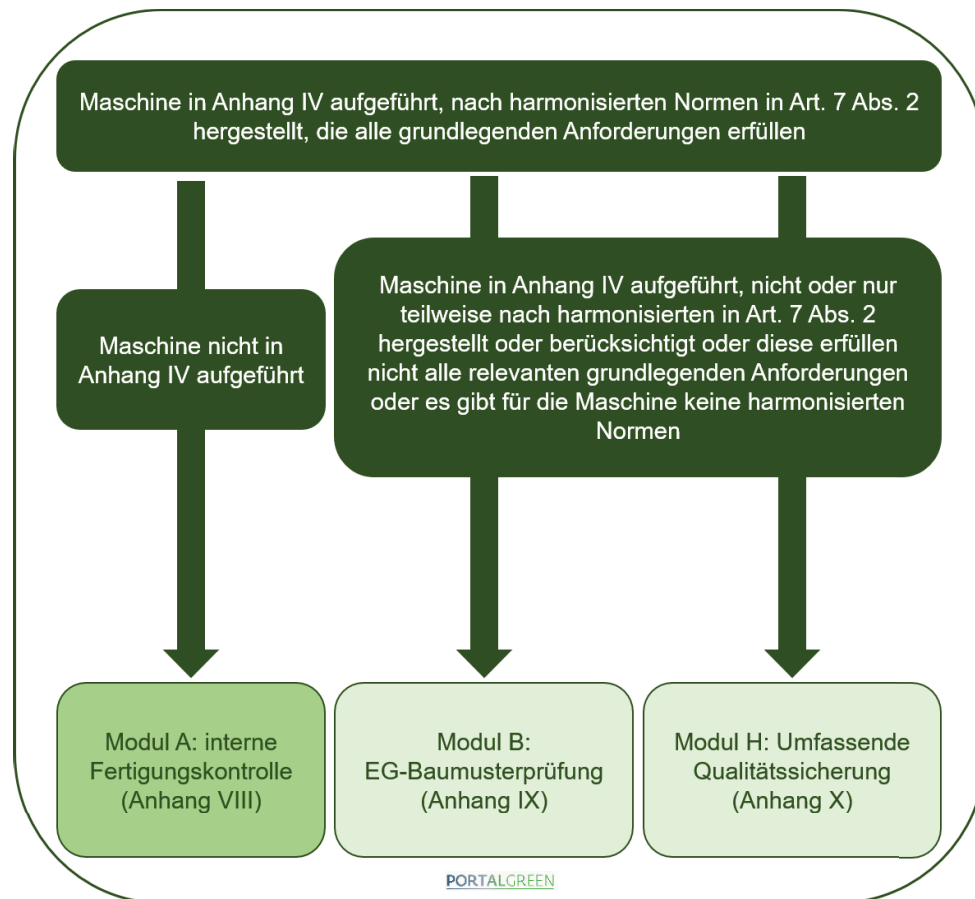 Maschine in Anhang IV aufgeführt, nach harmonisierten Normen in Art. 7 Abs. 2
hergestellt, die alle grundlegenden Anforderungen erfüllen
Maschine nicht in
Anhang IV aufgeführt
Maschine in Anhang IV aufgeführt, nicht oder nur
teilweise nach harmonisierten in Art. 7 Abs. 2
hergestellt oder berücksichtigt oder diese erfüllen
nicht alle relevanten grundlegenden Anforderungen
oder es gibt für die Maschine keine harmonisierten
Normen
Modul A: interne
Fertigungskontrolle
(Anhang VIII)
Modul B:
EG-Baumusterprüfung
(Anhang IX)
Modul H: Umfassende
Qualitätssicherung
(Anhang X)
PORTALGREEN